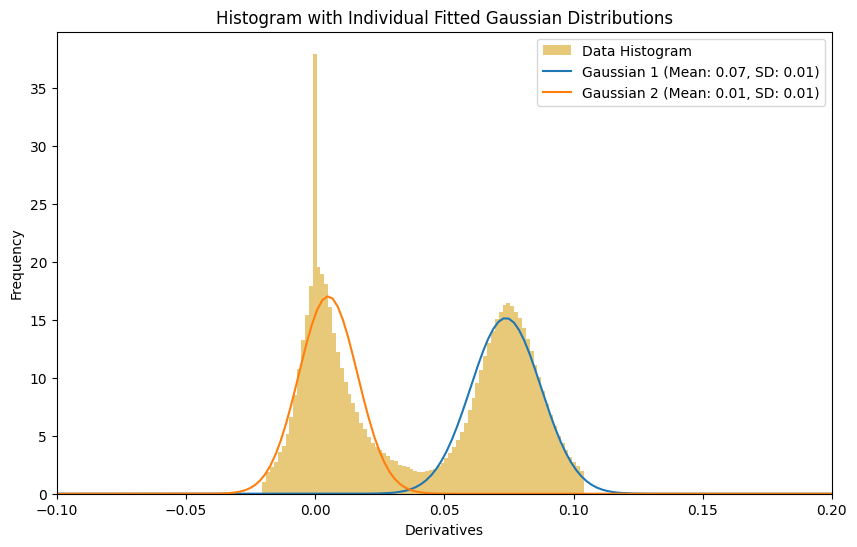 Histogram with Individual Fitted Gaussian Distributions
Data Histogram
Gaussian 1 (Mean: 0.07, SD: 0.01)
Gaussian 2 (Mean: 0.01, SD: 0.01)
Frequency
35
30
25
20
15
10
5
0
−0.10 −0.05 0.00 0.05 0.10 0.15 0.20
Derivatives